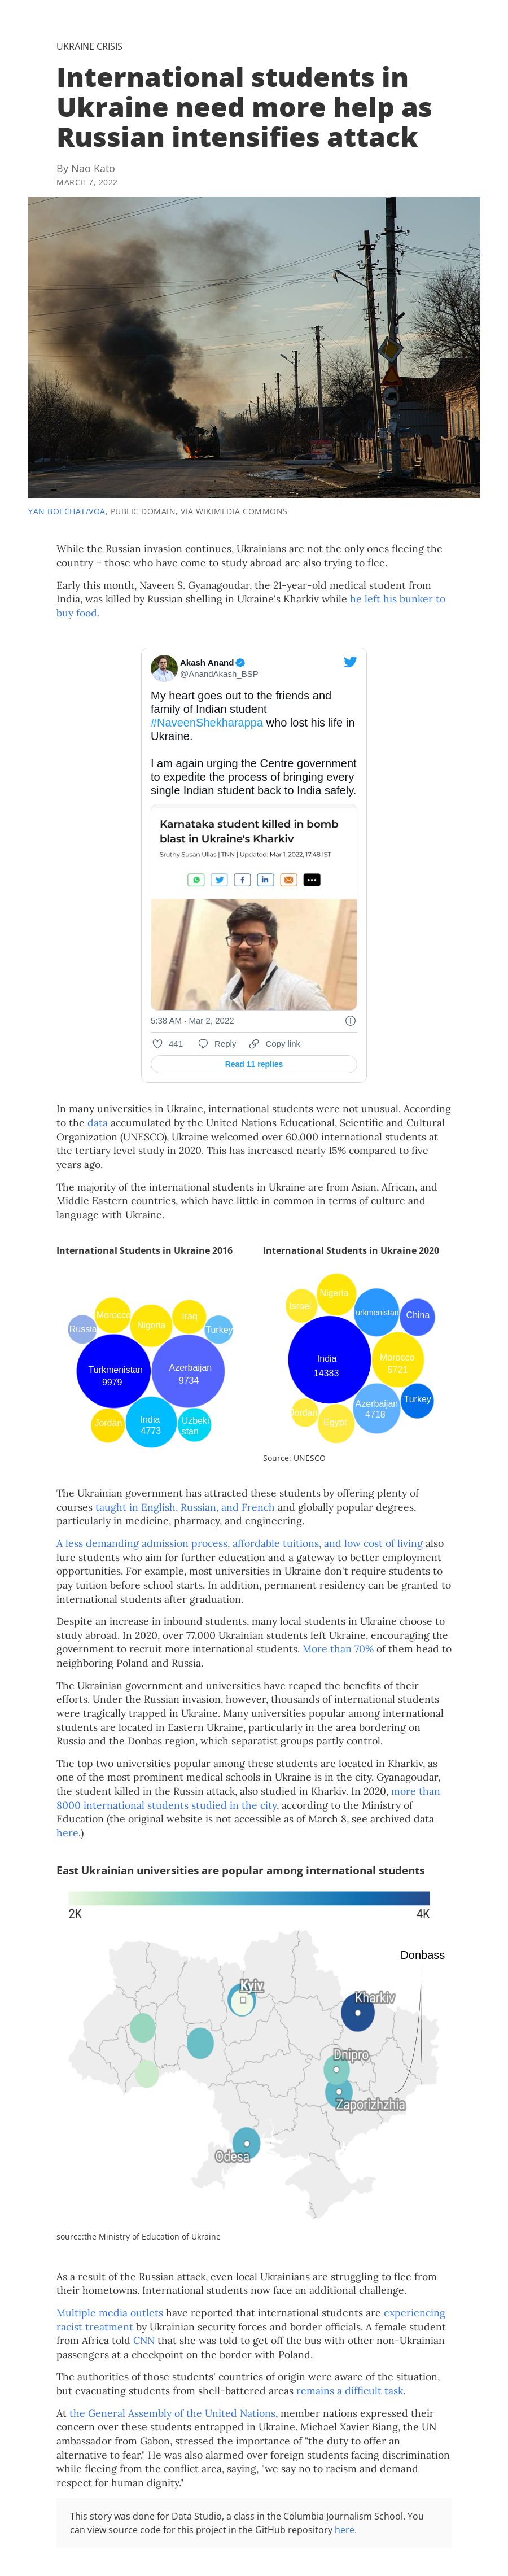 UKRAINE CRISIS
International students in
Ukraine need more help as
Russian intensifies attack
By Nao Kato
MARCH 7, 2022
YAN BOECHAT/VOA, PUBLIC DOMAIN, VIA WIKIMEDIA COMMONS
While the Russian invasion continues, Ukrainians are not the only ones fleeing the
country – those who have come to study abroad are also trying to flee.
Early this month, Naveen S. Gyanagoudar, the 21-year-old medical student from
India, was killed by Russian shelling in Ukraine's Kharkiv while he left his bunker to
buy food.
Akash Anand
@AnandAkash_BSP
My heart goes out to the friends and
family of Indian student
#NaveenShekharappa who lost his life in
Ukraine.
I am again urging the Centre government
to expedite the process of bringing every
single Indian student back to India safely.
Karnataka student killed in bomb
blast in Ukraine's Kharkiv
Sruthy Susan Ullas | TNN | Updated: Mar 1, 2022, 17:48 IST
5:38 AM · Mar 2, 2022
441 Reply Copy link
Read 11 replies
In many universities in Ukraine, international students were not unusual. According
to the data accumulated by the United Nations Educational, Scientific and Cultural
Organization (UNESCO), Ukraine welcomed over 60,000 international students at
the tertiary level study in 2020. This has increased nearly 15% compared to five
years ago.
The majority of the international students in Ukraine are from Asian, African, and
Middle Eastern countries, which have little in common in terms of culture and
language with Ukraine.
International Students in Ukraine 2016
Russia
Morocco
Nigeria
Iraq
Turkey
Turkmenistan
9979
Azerbaijan
9734
Jordan
India
4773
Uzbeki
stan
International Students in Ukraine 2020
Israel
Nigeria
Turkmenistan
China
India
14383
Morocco
5721
Jordan
Egypt
Azerbaijan
4718
Turkey
Source: UNESCO
The Ukrainian government has attracted these students by offering plenty of
courses taught in English, Russian, and French and globally popular degrees,
particularly in medicine, pharmacy, and engineering.
A less demanding admission process, affordable tuitions, and low cost of living also
lure students who aim for further education and a gateway to better employment
opportunities. For example, most universities in Ukraine don't require students to
pay tuition before school starts. In addition, permanent residency can be granted to
international students after graduation.
Despite an increase in inbound students, many local students in Ukraine choose to
study abroad. In 2020, over 77,000 Ukrainian students left Ukraine, encouraging the
government to recruit more international students. More than 70% of them head to
neighboring Poland and Russia.
The Ukrainian government and universities have reaped the benefits of their
efforts. Under the Russian invasion, however, thousands of international students
were tragically trapped in Ukraine. Many universities popular among international
students are located in Eastern Ukraine, particularly in the area bordering on
Russia and the Donbas region, which separatist groups partly control.
The top two universities popular among these students are located in Kharkiv, as
one of the most prominent medical schools in Ukraine is in the city. Gyanagoudar,
the student killed in the Russin attack, also studied in Kharkiv. In 2020, more than
8000 international students studied in the city, according to the Ministry of
Education (the original website is not accessible as of March 8, see archived data
here.)
East Ukrainian universities are popular among international students
2K 4K
Donbass
Kyiv
Kharkiv
Dnipro
Zaporizhzhia
Odesa
source:the Ministry of Education of Ukraine
As a result of the Russian attack, even local Ukrainians are struggling to flee from
their hometowns. International students now face an additional challenge.
Multiple media outlets have reported that international students are experiencing
racist treatment by Ukrainian security forces and border officials. A female student
from Africa told CNN that she was told to get off the bus with other non-Ukrainian
passengers at a checkpoint on the border with Poland.
The authorities of those students' countries of origin were aware of the situation,
but evacuating students from shell-battered areas remains a difficult task.
At the General Assembly of the United Nations, member nations expressed their
concern over these students entrapped in Ukraine. Michael Xavier Biang, the UN
ambassador from Gabon, stressed the importance of "the duty to offer an
alternative to fear." He was also alarmed over foreign students facing discrimination
while fleeing from the conflict area, saying, "we say no to racism and demand
respect for human dignity."
This story was done for Data Studio, a class in the Columbia Journalism School. You
can view source code for this project in the GitHub repository here.